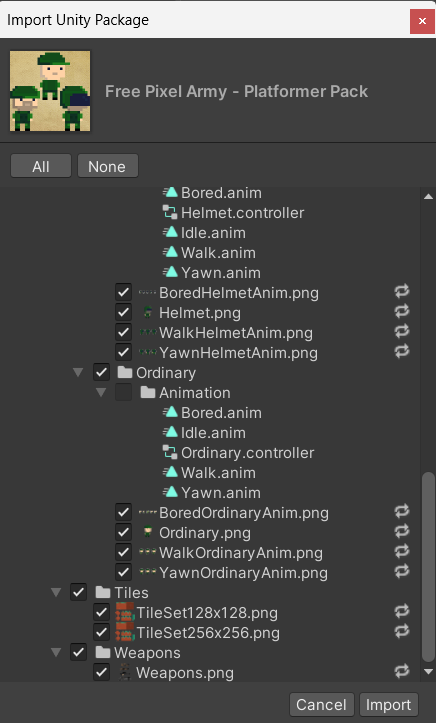 Import Unity Package
Free Pixel Army - Platformer Pack
All
None
Bored.anim
Helmet.controller
Idle.anim
Walk.anim
Yawn.anim
BoredHelmetAnim.png
Helmet.png
WalkHelmetAnim.png
YawnHelmetAnim.png
Ordinary
Animation
Bored.anim
Idle.anim
Ordinary.controller
Walk.anim
Yawn.anim
BoredOrdinaryAnim.png
Ordinary.png
WalkOrdinaryAnim.png
YawnOrdinaryAnim.png
Tiles
TileSet128x128.png
TileSet256x256.png
Weapons
Weapons.png
Cancel
Import